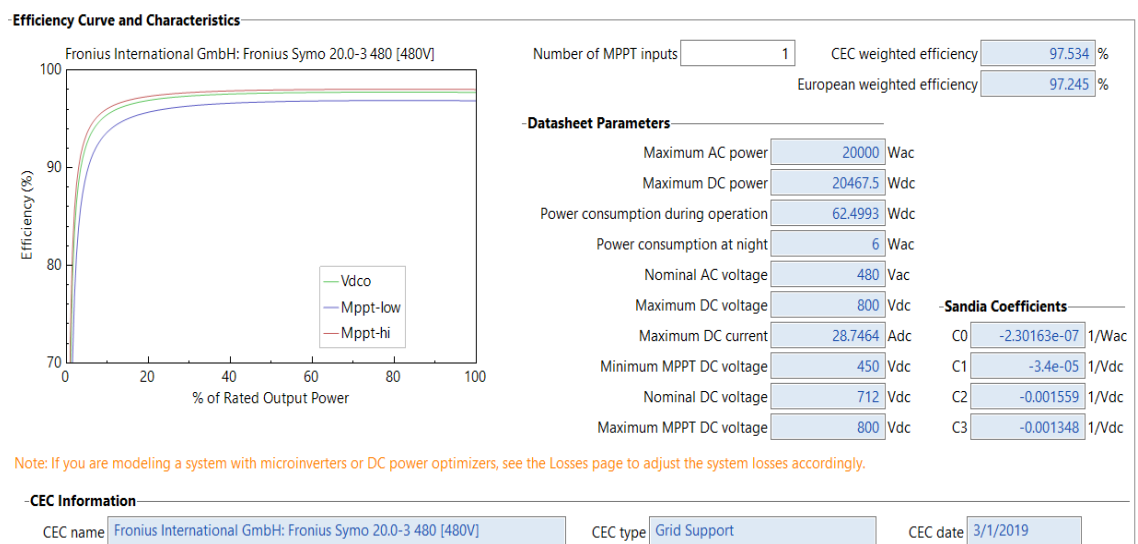 Efficiency Curve and Characteristics
Fronius International GmbH: Fronius Symo 20.0-3 480 [480V]
100
90
80
70
Efficiency (%)
Vdco
Mppt-low
Mppt-hi
0 20 40 60 80 100
% of Rated Output Power
Number of MPPT inputs 1
CEC weighted efficiency 97.534 %
European weighted efficiency 97.245 %
Datasheet Parameters
Maximum AC power 20000 Wac
Maximum DC power 20467.5 Wdc
Power consumption during operation 62.4993 Wdc
Power consumption at night 6 Wac
Nominal AC voltage 480 Vac
Maximum DC voltage 800 Vdc
Maximum DC current 28.7464 Adc
Minimum MPPT DC voltage 450 Vdc
Nominal DC voltage 712 Vdc
Maximum MPPT DC voltage 800 Vdc
Sandia Coefficients
C0 -2.30163e-07 1/Wac
C1 -3.4e-05 1/Vdc
C2 -0.001559 1/Vdc
C3 -0.001348 1/Vdc
Note: If you are modeling a system with microinverters or DC power optimizers, see the Losses page to adjust the system losses accordingly.
CEC Information
CEC name Fronius International GmbH: Fronius Symo 20.0-3 480 [480V] CEC type Grid Support CEC date 3/1/2019